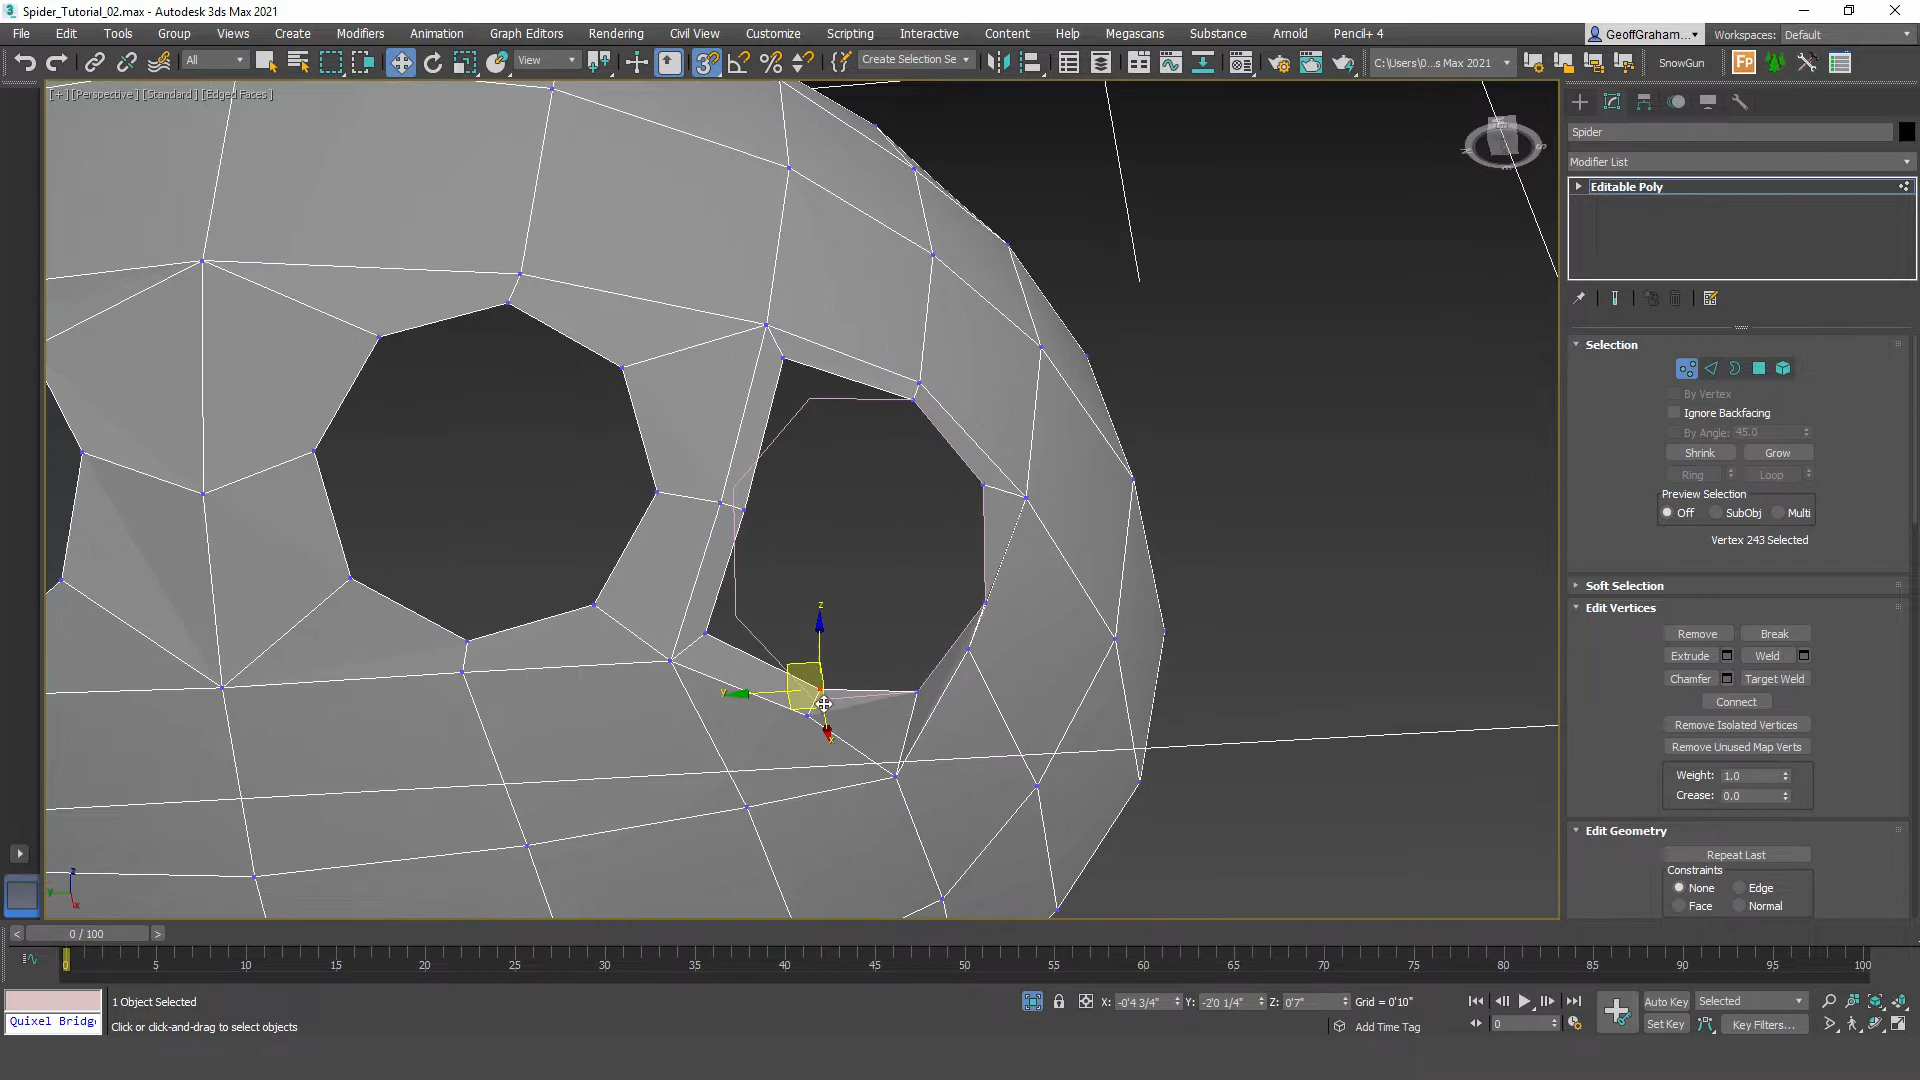 Spider_Tutorial_02.max - Autodesk 3ds Max 2021
File Edit Tools Group Views Create Modifiers Animation Graph Editors Rendering Civil View Customize Scripting Interactive Content Help Megascans Substance Arnold Pencil+ 4 GeoffGraham... Workspaces: Default
All View Create Selection Se C:\Users\0...s Max 2021 SnowGun
[+] [Perspective] [Standard] [Edged Faces]
Spider
Modifier List
Editable Poly
Selection
By Vertex
Ignore Backfacing
By Angle: 45.0
Shrink Grow
Ring Loop
Preview Selection
Off SubObj Multi
Vertex 243 Selected
Soft Selection
Edit Vertices
Remove Break
Extrude Weld
Chamfer Target Weld
Connect
Remove Isolated Vertices
Remove Unused Map Verts
Weight: 1.0
Crease: 0.0
Edit Geometry
Repeat Last
Constraints
None Edge
Face Normal
z
y
x
z
y
x
< 0 / 100 >
0 5 10 15 20 25 30 35 40 45 50 55 60 65 70 75 80 85 90 95 100
1 Object Selected X: -0'4 3/4" Y: -2'0 1/4" Z: 0'7" Grid = 0'10" Auto Key Selected
Quixel Bridg Click or click-and-drag to select objects Add Time Tag 0 Set Key Key Filters...